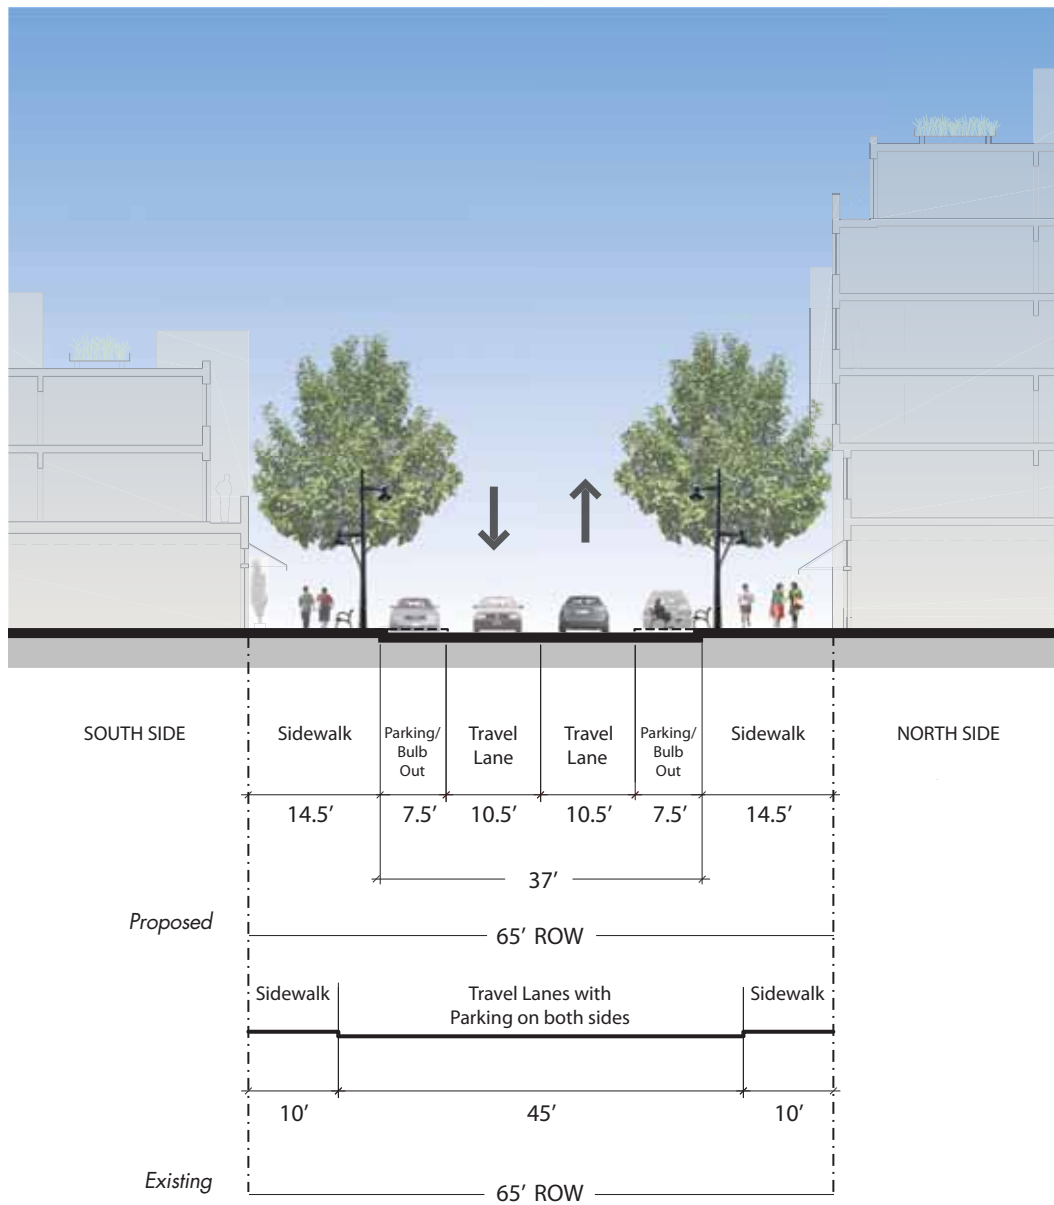 SOUTH SIDE
Sidewalk
Parking/
Bulb
Out
Travel
Lane
Travel
Lane
Parking/
Bulb
Out
Sidewalk
NORTH SIDE
14.5′
7.5′
10.5′
10.5′
7.5′
14.5′
37′
Proposed
65′ ROW
Sidewalk
Travel Lanes with
Parking on both sides
Sidewalk
10′
45′
10′
Existing
65′ ROW